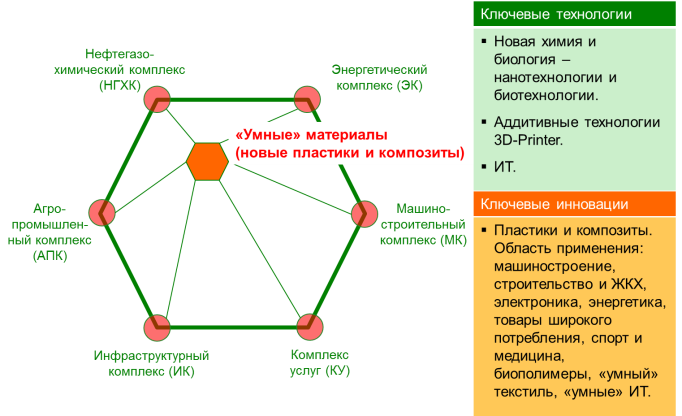 Нефтегазо-
химический комплекс
(НГХК)
Энергетический
комплекс (ЭК)
«Умные» материалы
(новые пластики и композиты)
Агро-
промышлен-
ный комплекс
(АПК)
Машино-
строительный
комплекс (МК)
Инфраструктурный
комплекс (ИК)
Комплекс
услуг (КУ)
Ключевые технологии
▪ Новая химия и
биология –
нанотехнологии и
биотехнологии.
▪ Аддитивные технологии
3D-Printer.
▪ ИТ.
Ключевые инновации
▪ Пластики и композиты.
Область применения:
машиностроение,
строительство и ЖКХ,
электроника, энергетика,
товары широкого
потребления, спорт и
медицина,
биополимеры, «умный»
текстиль, «умные» ИТ.